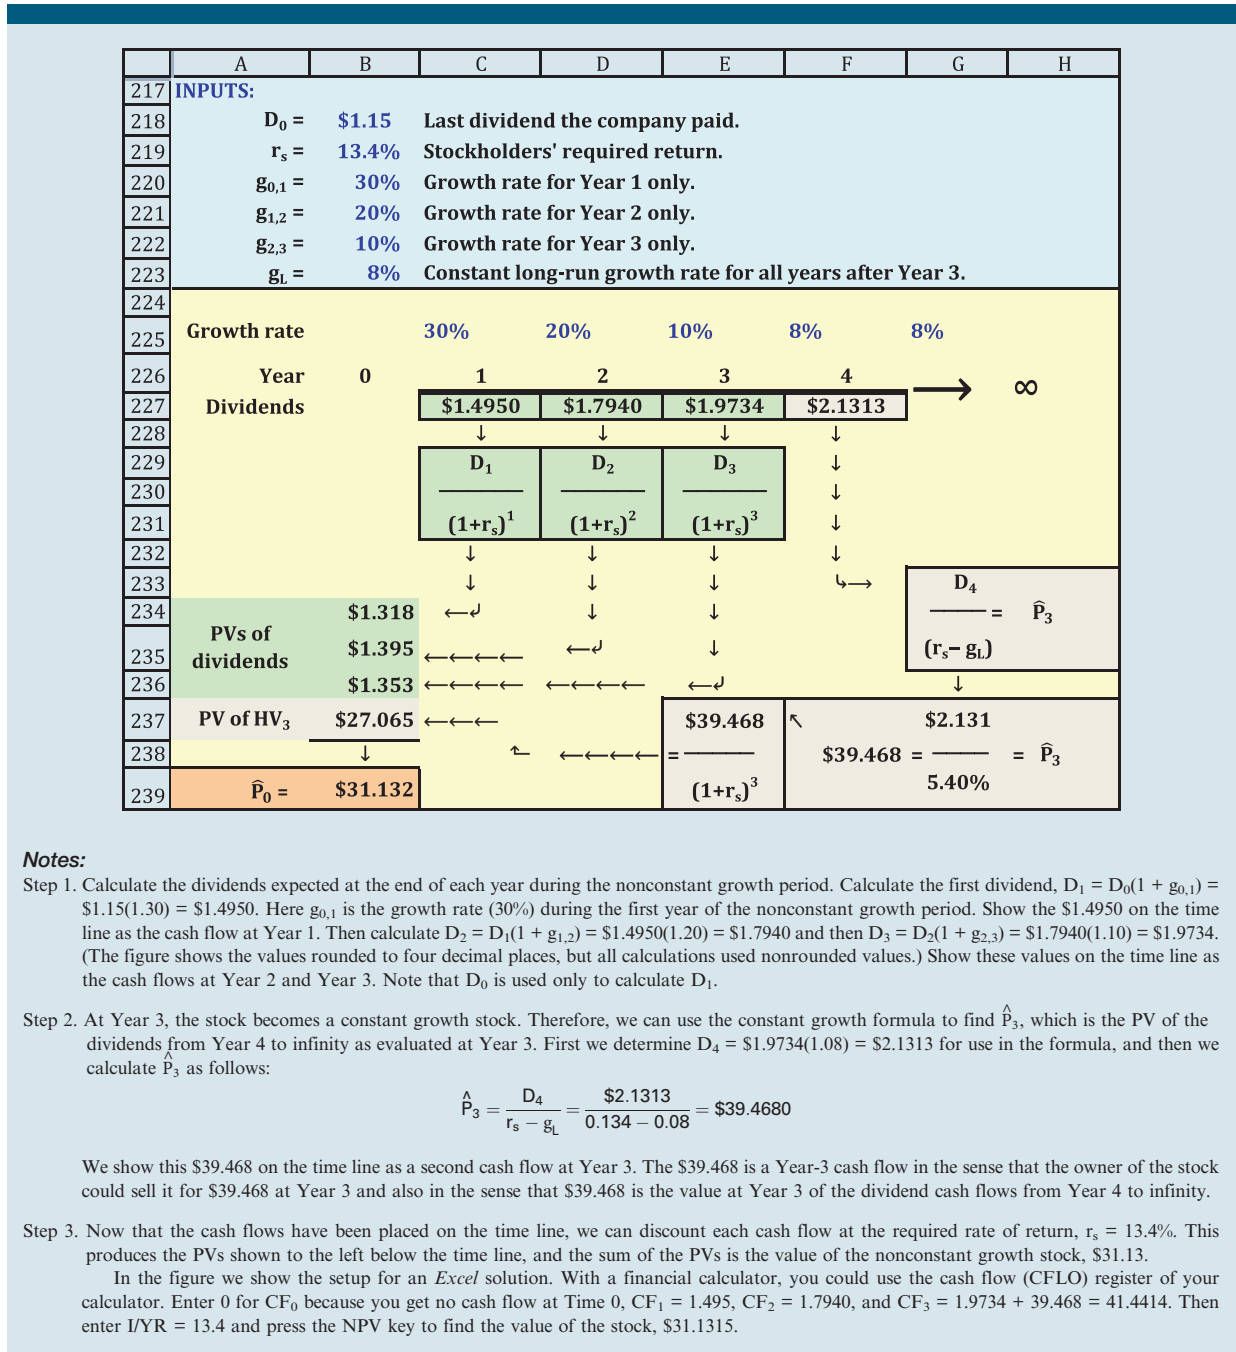 A B C D E F G H
217 INPUTS:
218 D₀ = $1.15 Last dividend the company paid.
219 rₛ = 13.4% Stockholders' required return.
220 g₀,₁ = 30% Growth rate for Year 1 only.
221 g₁,₂ = 20% Growth rate for Year 2 only.
222 g₂,₃ = 10% Growth rate for Year 3 only.
223 g_L = 8% Constant long-run growth rate for all years after Year 3.
224
225 Growth rate 30% 20% 10% 8% 8%
226 Year 0 1 2 3 4 → ∞
227 Dividends $1.4950 $1.7940 $1.9734 $2.1313
228 ↓ ↓ ↓ ↓
229 D₁ D₂ D₃ ↓
230 ↓
231 (1+rₛ)¹ (1+rₛ)² (1+rₛ)³ ↓
232 ↓ ↓ ↓ ↓
233 ↓ ↓ ↓ ↳→ D₄
234 $1.318 ←↲ ↓ ↓ = P̂₃
PVs of dividends
235 $1.395 ←←←← ←↲ ↓ (rₛ− g_L)
236 $1.353 ←←←← ←←←← ←↲ ↓
237 PV of HV₃ $27.065 ←←← $39.468 ↖ $2.131
238 ↓ ←←←← = $39.468 = = P̂₃
239 P̂₀ = $31.132 (1+rₛ)³ 5.40%
Notes:
Step 1. Calculate the dividends expected at the end of each year during the nonconstant growth period. Calculate the first dividend, D₁ = D₀(1 + g₀,₁) =
$1.15(1.30) = $1.4950. Here g₀,₁ is the growth rate (30%) during the first year of the nonconstant growth period. Show the $1.4950 on the time
line as the cash flow at Year 1. Then calculate D₂ = D₁(1 + g₁,₂) = $1.4950(1.20) = $1.7940 and then D₃ = D₂(1 + g₂,₃) = $1.7940(1.10) = $1.9734.
(The figure shows the values rounded to four decimal places, but all calculations used nonrounded values.) Show these values on the time line as
the cash flows at Year 2 and Year 3. Note that D₀ is used only to calculate D₁.
Step 2. At Year 3, the stock becomes a constant growth stock. Therefore, we can use the constant growth formula to find P̂₃, which is the PV of the
dividends from Year 4 to infinity as evaluated at Year 3. First we determine D₄ = $1.9734(1.08) = $2.1313 for use in the formula, and then we
calculate P̂₃ as follows:
P̂₃ = D₄ / (rₛ − g_L) = $2.1313 / (0.134 − 0.08) = $39.4680
We show this $39.468 on the time line as a second cash flow at Year 3. The $39.468 is a Year-3 cash flow in the sense that the owner of the stock
could sell it for $39.468 at Year 3 and also in the sense that $39.468 is the value at Year 3 of the dividend cash flows from Year 4 to infinity.
Step 3. Now that the cash flows have been placed on the time line, we can discount each cash flow at the required rate of return, rₛ = 13.4%. This
produces the PVs shown to the left below the time line, and the sum of the PVs is the value of the nonconstant growth stock, $31.13.
In the figure we show the setup for an Excel solution. With a financial calculator, you could use the cash flow (CFLO) register of your
calculator. Enter 0 for CF₀ because you get no cash flow at Time 0, CF₁ = 1.495, CF₂ = 1.7940, and CF₃ = 1.9734 + 39.468 = 41.4414. Then
enter I/YR = 13.4 and press the NPV key to find the value of the stock, $31.1315.